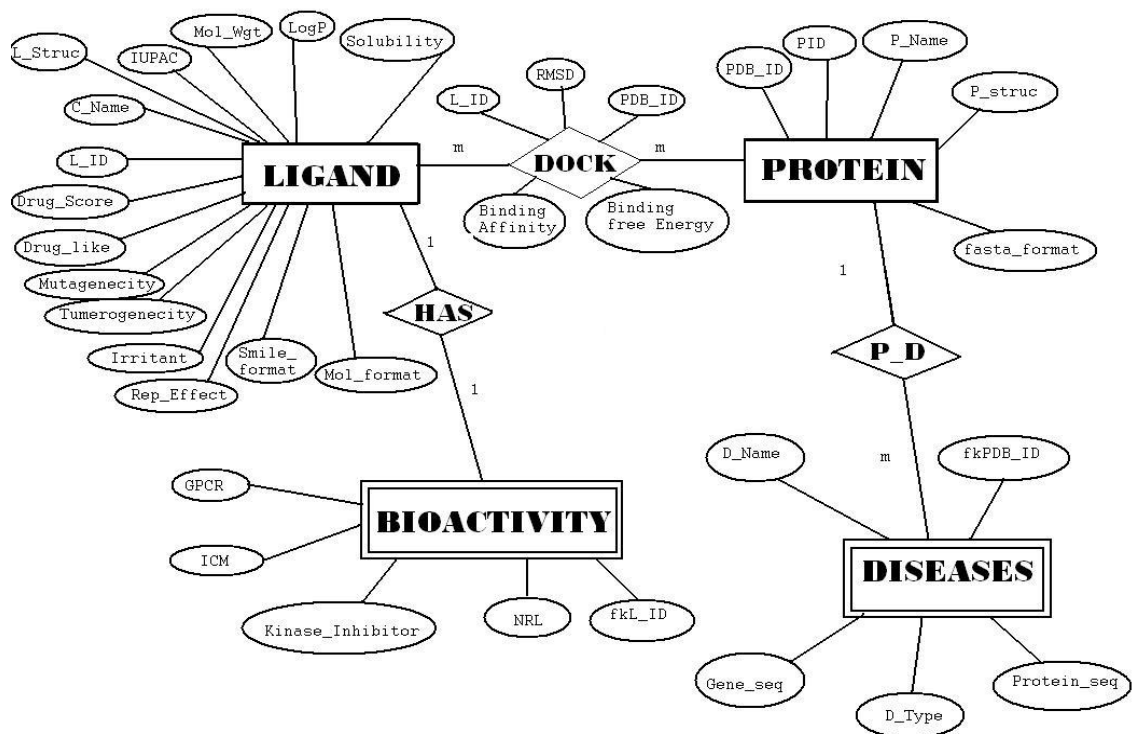 Mol_Wgt
LogP
Solubility
L_Struc
IUPAC
C_Name
L_ID
Drug_Score
Drug_like
Mutagenecity
Tumerogenecity
Irritant
Rep_Effect
Smile_
format
Mol_format
LIGAND
m
L_ID
RMSD
PDB_ID
DOCK
Binding
Affinity
Binding
free Energy
m
PDB_ID
PID
P_Name
P_struc
PROTEIN
fasta_format
1
HAS
1
1
P_D
m
GPCR
ICM
BIOACTIVITY
Kinase_Inhibitor
NRL
fkL_ID
D_Name
fkPDB_ID
DISEASES
Gene_seq
D_Type
Protein_seq